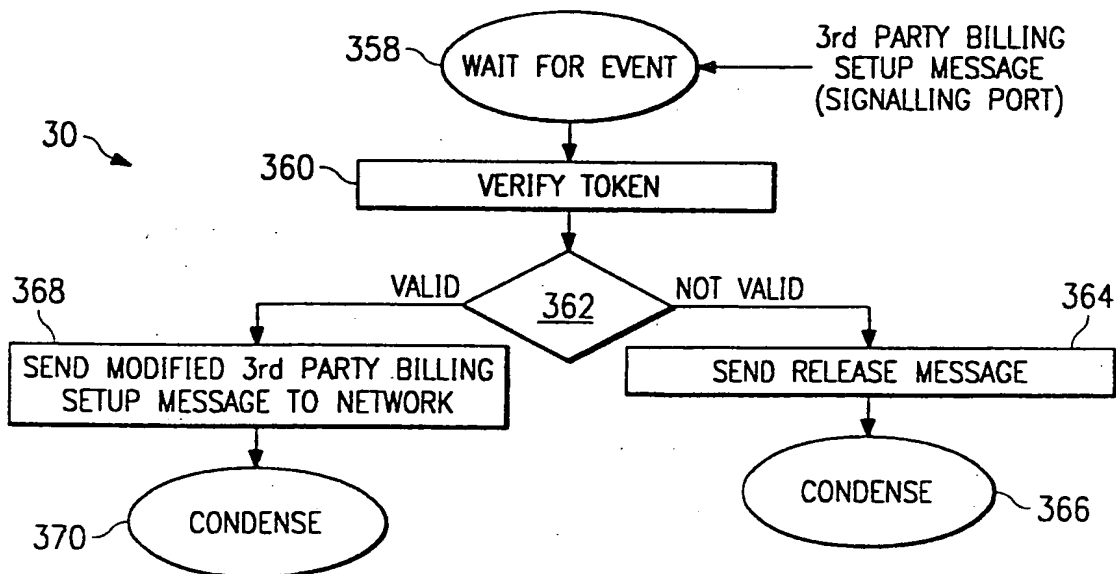 358
WAIT FOR EVENT
3rd PARTY BILLING
SETUP MESSAGE
(SIGNALLING PORT)
30
360
VERIFY TOKEN
VALID
362
NOT VALID
368
SEND MODIFIED 3rd PARTY BILLING
SETUP MESSAGE TO NETWORK
364
SEND RELEASE MESSAGE
370
CONDENSE
CONDENSE
366